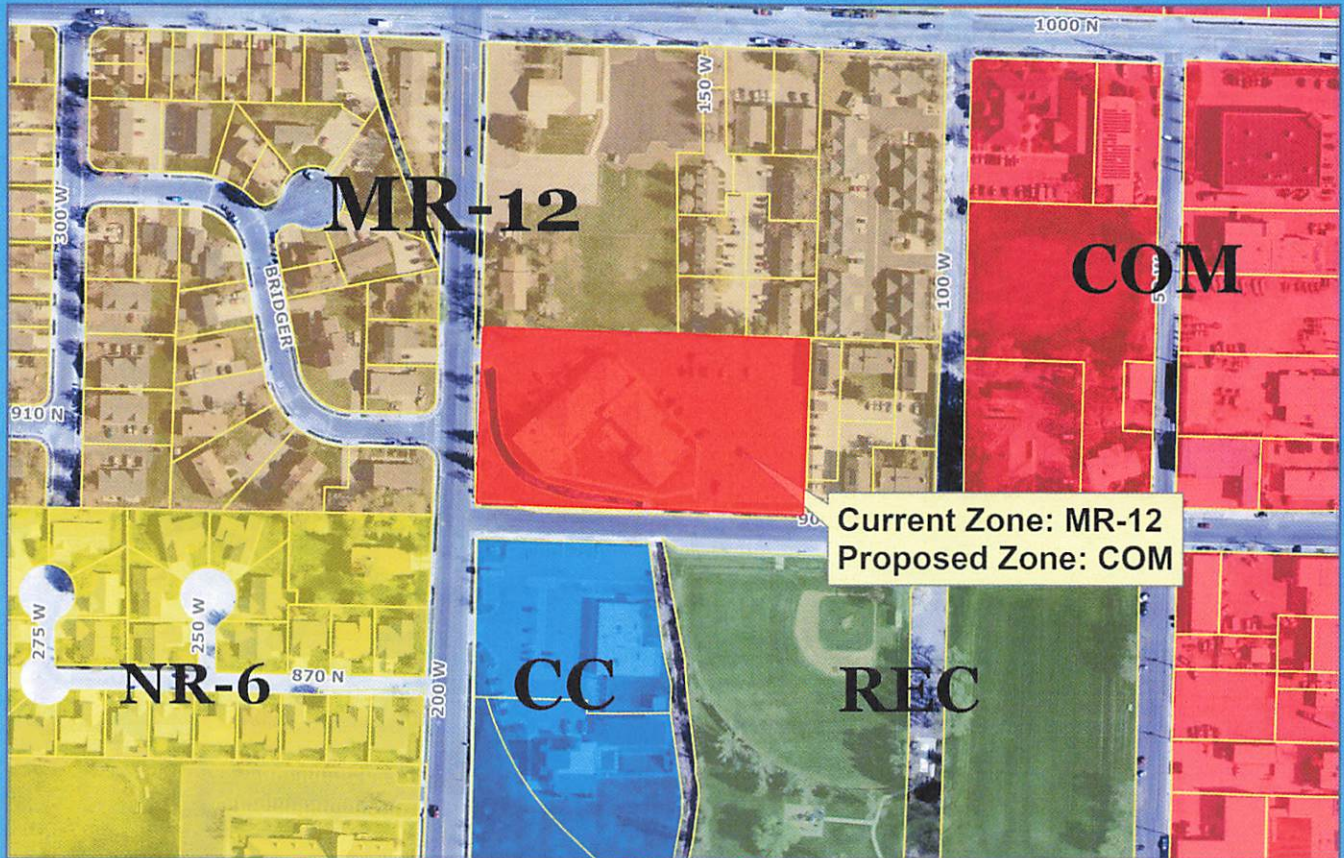 1000 N
150 W
300 W
MR-12
COM
BRIDGER
100 W
910 N
Current Zone: MR-12
Proposed Zone: COM
275 W
250 W
870 N
NR-6
200 W
CC
REC